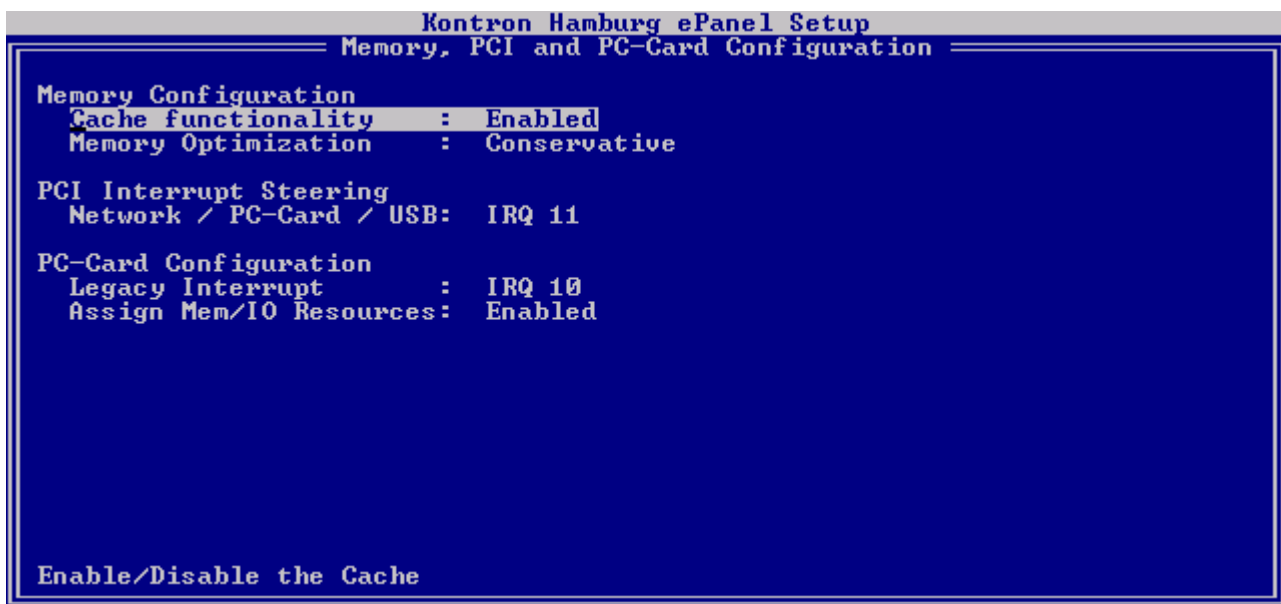 Kontron Hamburg ePanel Setup
Memory, PCI and PC-Card Configuration
Memory Configuration
Cache functionality : Enabled
Memory Optimization : Conservative
PCI Interrupt Steering
Network / PC-Card / USB: IRQ 11
PC-Card Configuration
Legacy Interrupt : IRQ 10
Assign Mem/IO Resources: Enabled
Enable/Disable the Cache